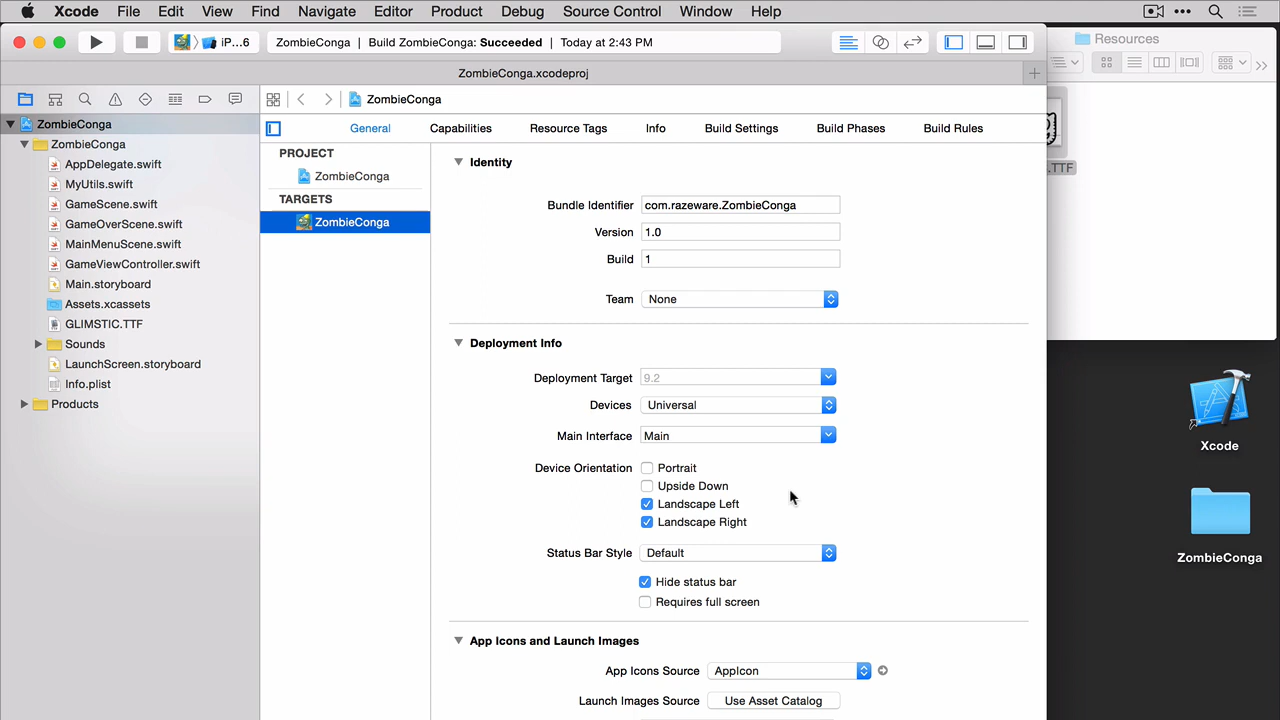 Xcode File Edit View Find Navigate Editor Product Debug Source Control Window Help
iP...6 ZombieConga | Build ZombieConga: Succeeded | Today at 2:43 PM
Resources
ZombieConga.xcodeproj
ZombieConga
General Capabilities Resource Tags Info Build Settings Build Phases Build Rules
ZombieConga
ZombieConga
AppDelegate.swift
MyUtils.swift
GameScene.swift
GameOverScene.swift
MainMenuScene.swift
GameViewController.swift
Main.storyboard
Assets.xcassets
GLIMSTIC.TTF
Sounds
LaunchScreen.storyboard
Info.plist
Products
PROJECT
ZombieConga
TARGETS
ZombieConga
Identity
Bundle Identifier com.razeware.ZombieConga
Version 1.0
Build 1
Team None
Deployment Info
Deployment Target 9.2
Devices Universal
Main Interface Main
Device Orientation Portrait
Upside Down
Landscape Left
Landscape Right
Status Bar Style Default
Hide status bar
Requires full screen
App Icons and Launch Images
App Icons Source AppIcon
Launch Images Source Use Asset Catalog
.TTF
Xcode
ZombieConga